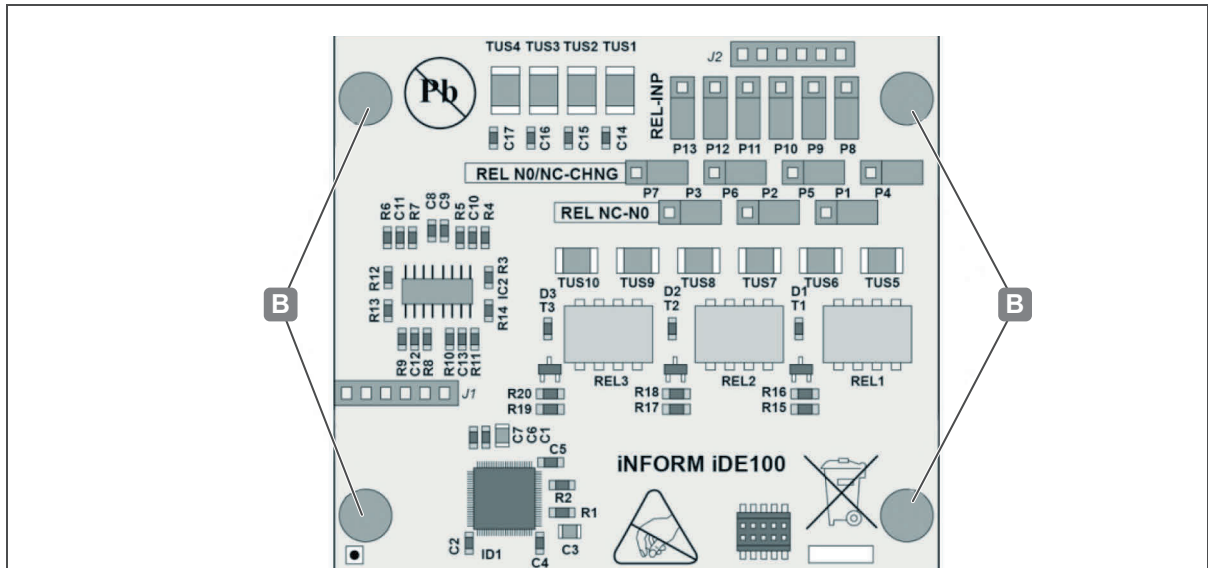 TUS4 TUS3 TUS2 TUS1
J2
Pb
REL-INP
C17 C16 C15 C14
P13 P12 P11 P10 P9 P8
REL N0/NC-CHNG
P7 P3 P6 P2 P5 P1 P4
REL NC-N0
R6 C11 R7 C8 C9 R5 C10 R4
R12 R3
IC2
TUS10 TUS9 TUS8 TUS7 TUS6 TUS5
R13 R14
D3 D2 D1
T3 T2 T1
B B
R9 C12 R8 R10 C13 R11
REL3 REL2 REL1
J1
R20 R18 R16
R19 R17 R15
C7 C6 C1
C5
iNFORM iDE100
R2
R1
C2 ID1 C4 C3
B B